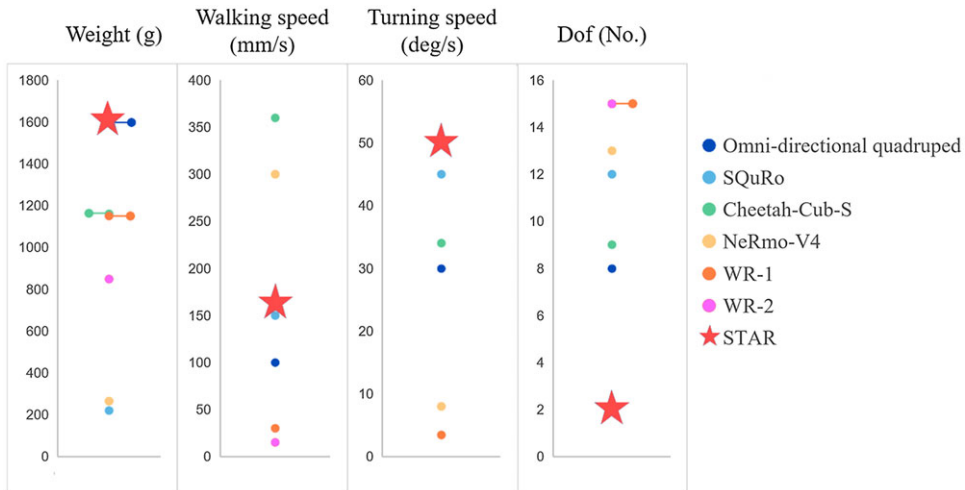 Weight (g)
Walking speed
(mm/s)
Turning speed
(deg/s)
Dof (No.)
1800
1600
1400
1200
1000
800
600
400
200
0
400
350
300
250
200
150
100
50
0
60
50
40
30
20
10
0
16
14
12
10
8
6
4
2
0
Omni-directional quadruped
SQuRo
Cheetah-Cub-S
NeRmo-V4
WR-1
WR-2
STAR